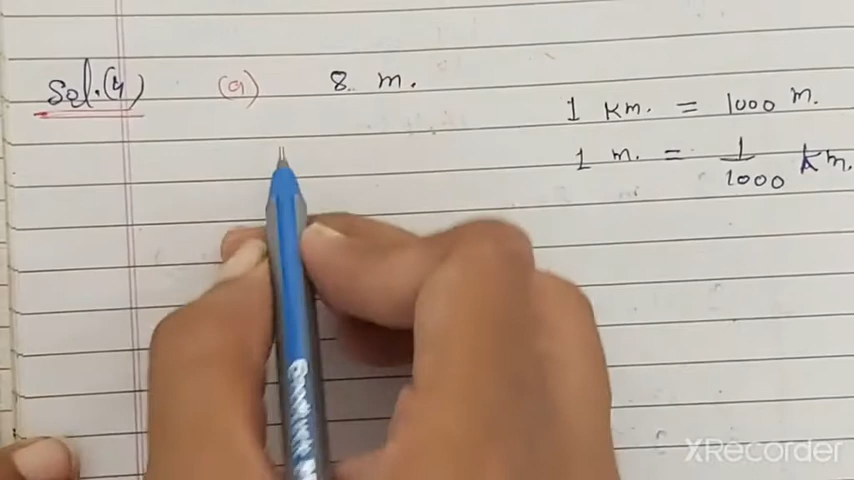 Sol.(4) (a) 8 m.
1 km. = 1000 m.
1 m. = 1/1000 km.
XRecorder